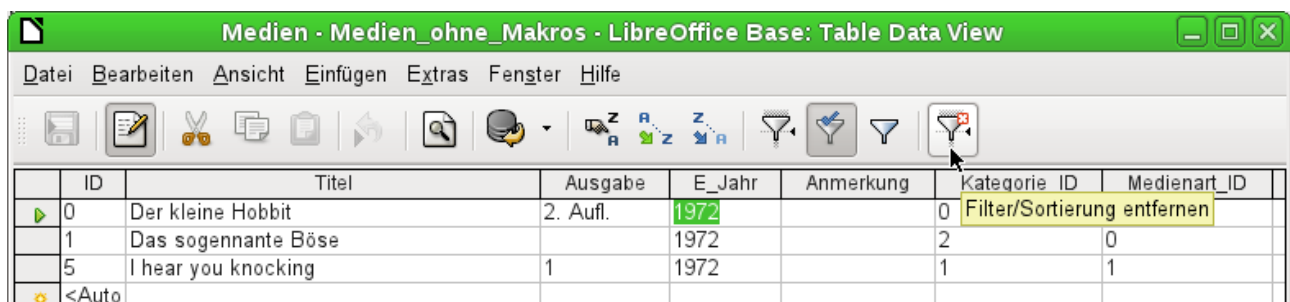 Medien - Medien_ohne_Makros - LibreOffice Base: Table Data View
Datei Bearbeiten Ansicht Einfügen Extras Fenster Hilfe
ID Titel Ausgabe E_Jahr Anmerkung Kategorie_ID Medienart_ID
0 Der kleine Hobbit 2. Aufl. 1972 0 Filter/Sortierung entfernen
1 Das sogennante Böse 1972 2 0
5 I hear you knocking 1 1972 1 1
<Auto